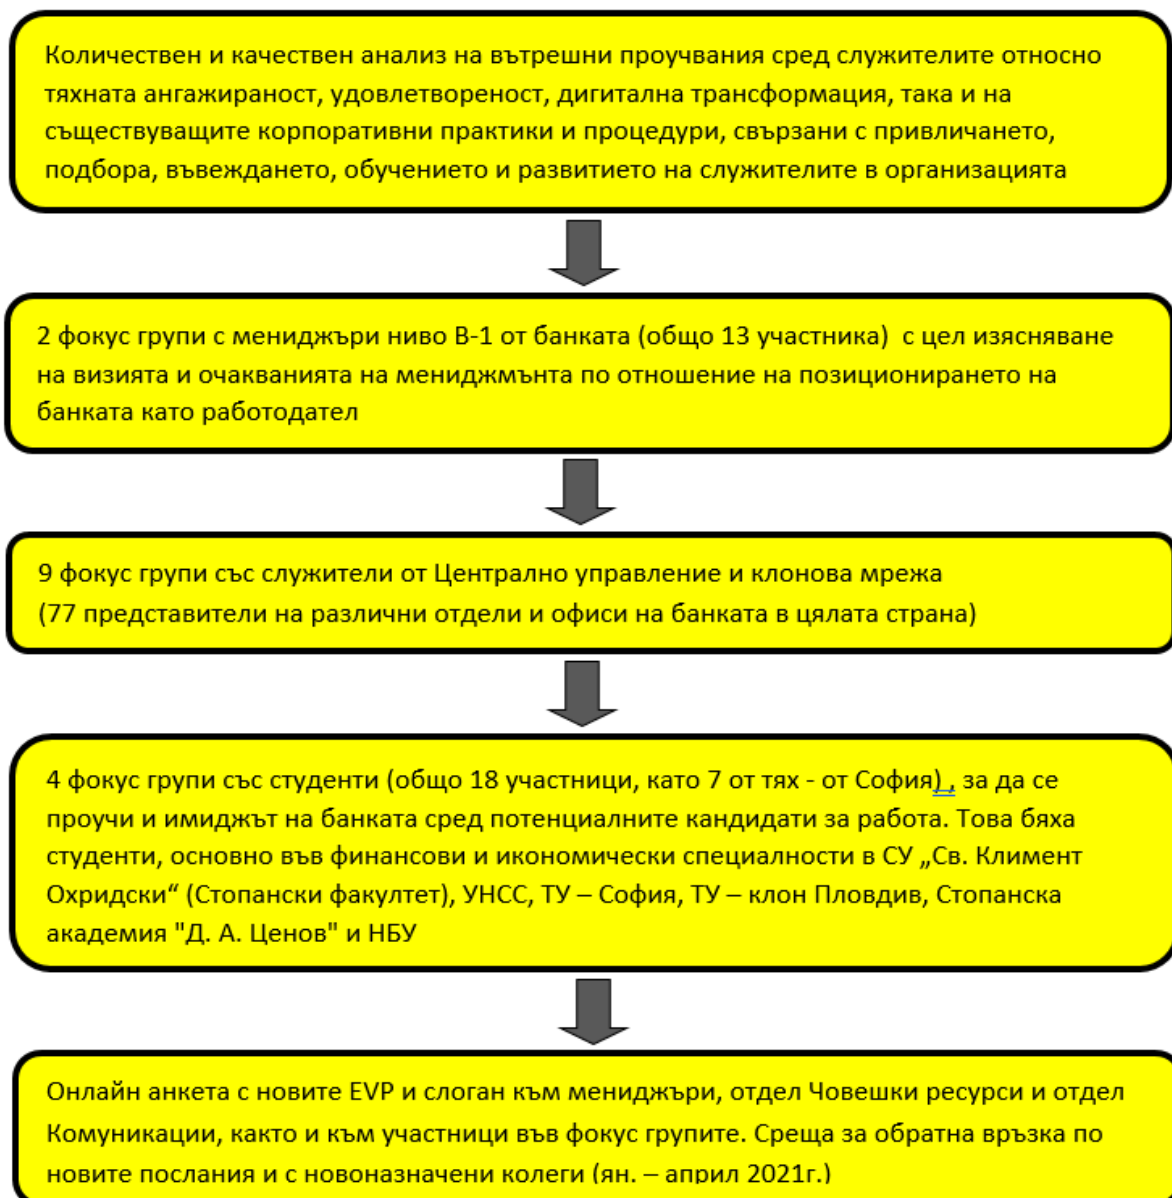 Количествен и качествен анализ на вътрешни проучвания сред служителите относно
тяхната ангажираност, удовлетвореност, дигитална трансформация, така и на
съществуващите корпоративни практики и процедури, свързани с привличането,
подбора, въвеждането, обучението и развитието на служителите в организацията
2 фокус групи с мениджъри ниво В-1 от банката (общо 13 участника)  с цел изясняване
на визията и очакванията на мениджмънта по отношение на позиционирането на
банката като работодател
9 фокус групи със служители от Централно управление и клонова мрежа
(77 представители на различни отдели и офиси на банката в цялата страна)
4 фокус групи със студенти (общо 18 участници, като 7 от тях - от София) , за да се
проучи и имиджът на банката сред потенциалните кандидати за работа. Това бяха
студенти, основно във финансови и икономически специалности в СУ „Св. Климент
Охридски“ (Стопански факултет), УНСС, ТУ – София, ТУ – клон Пловдив, Стопанска
академия "Д. А. Ценов" и НБУ
Онлайн анкета с новите EVP и слоган към мениджъри, отдел Човешки ресурси и отдел
Комуникации, както и към участници във фокус групите. Среща за обратна връзка по
новите послания и с новоназначени колеги (ян. – април 2021г.)